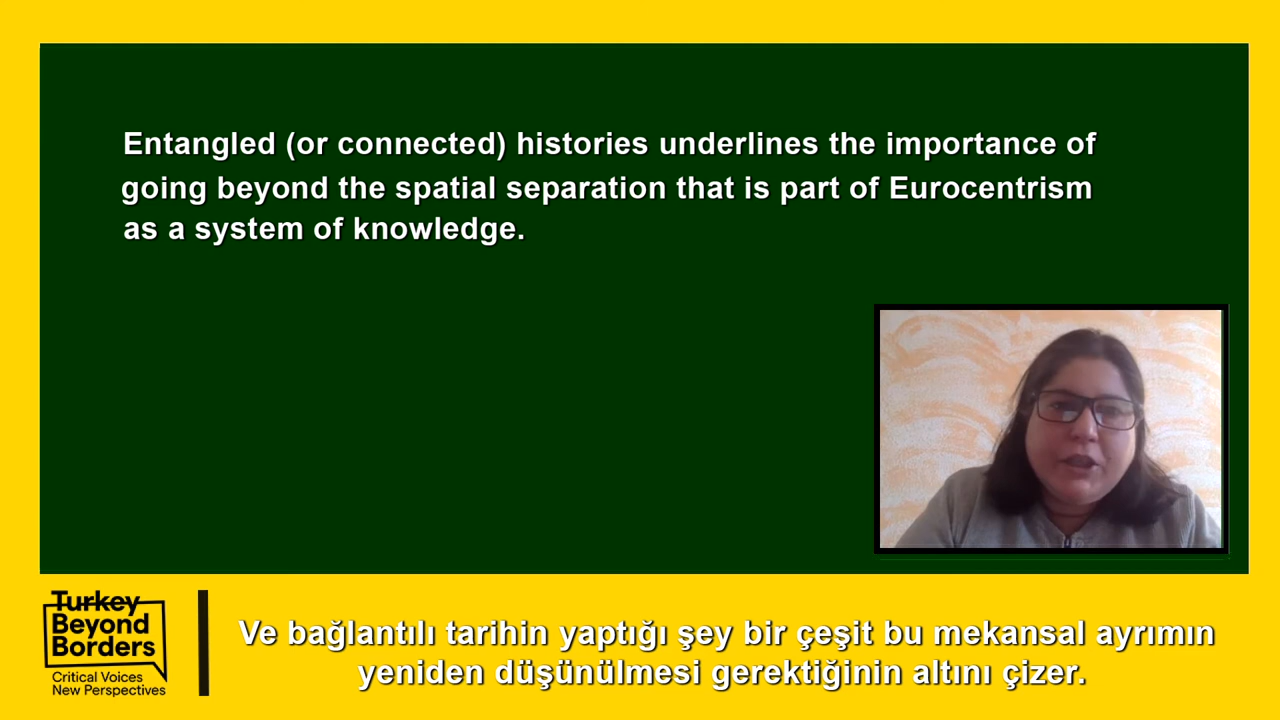 Entangled (or connected) histories underlines the importance of
going beyond the spatial separation that is part of Eurocentrism
as a system of knowledge.
Turkey
Beyond
Borders
Critical Voices
New Perspectives
Ve bağlantılı tarihin yaptığı şey bir çeşit bu mekansal ayrımın
yeniden düşünülmesi gerektiğinin altını çizer.